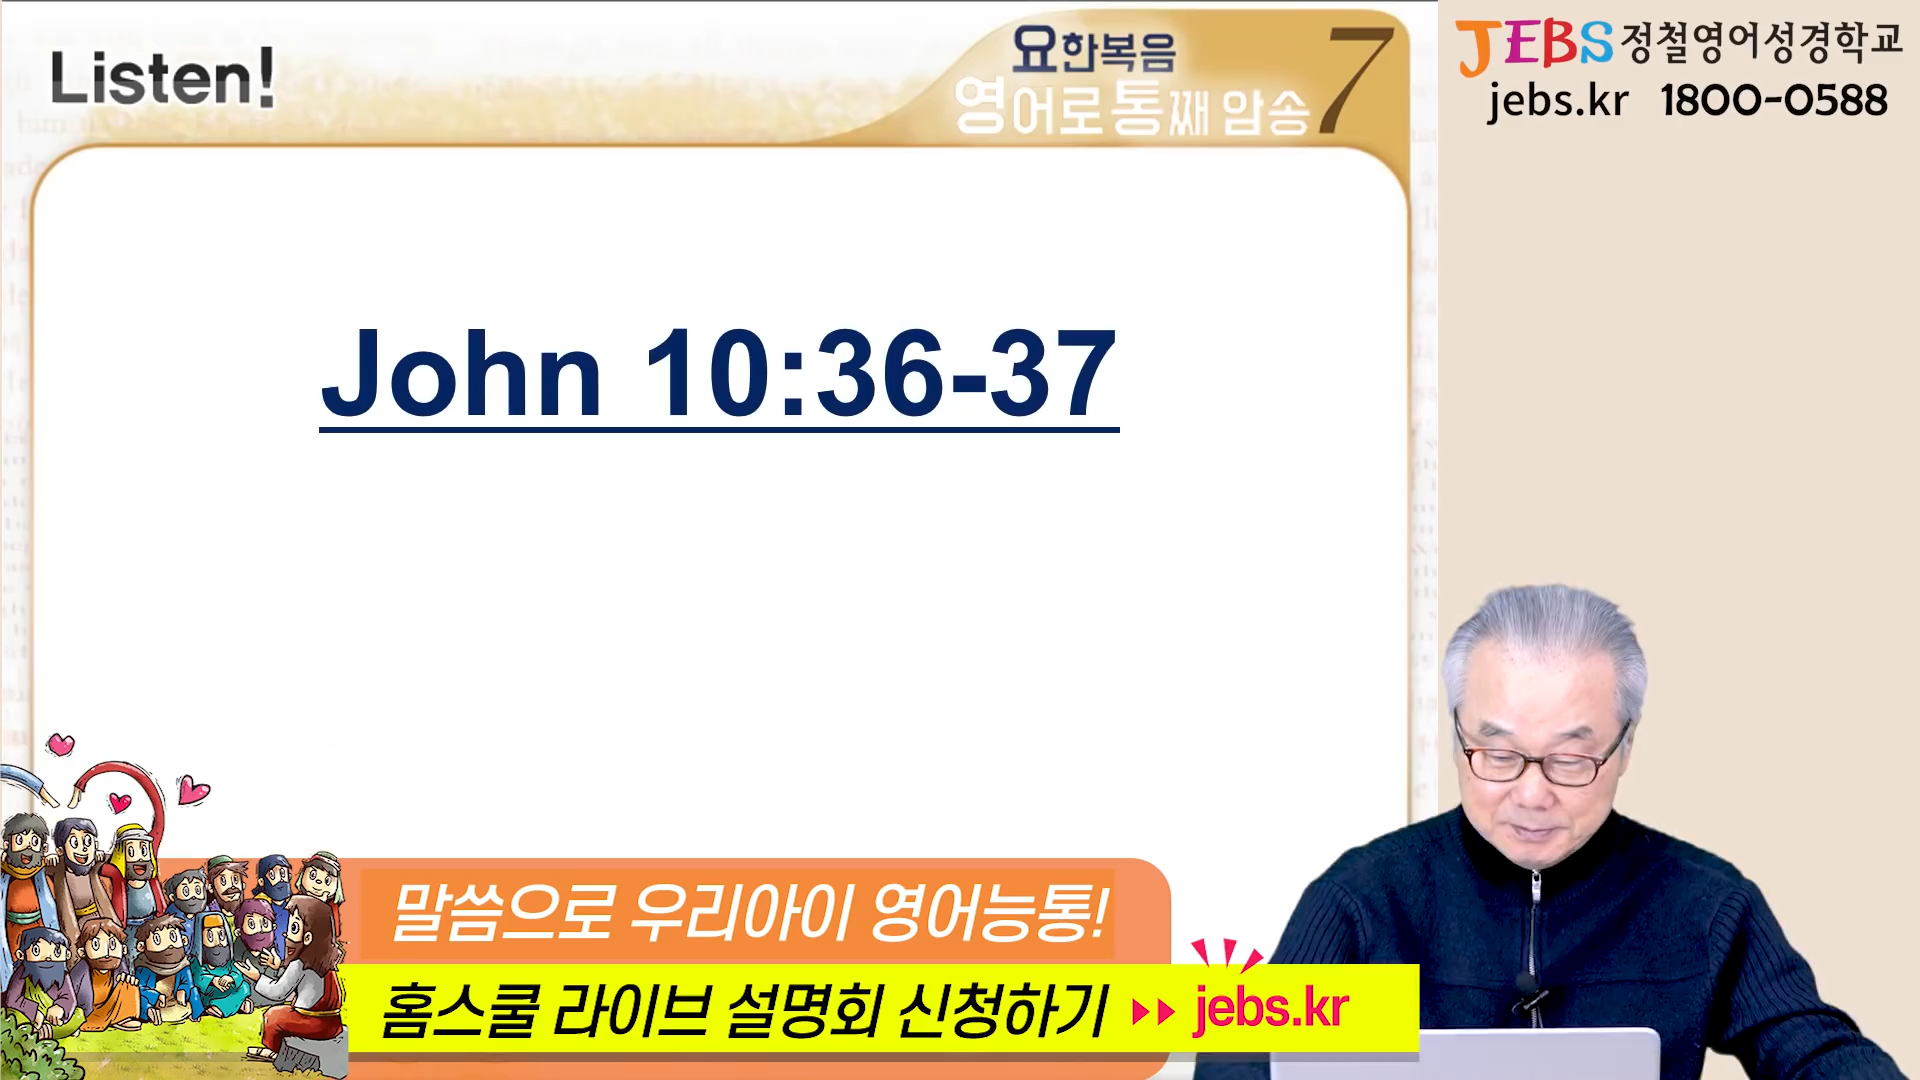 Listen!
요한복음
영어로 통째 암송 7
JEBS 정철영어성경학교
jebs.kr 1800-0588
John 10:36-37
말씀으로 우리아이 영어능통!
홈스쿨 라이브 설명회 신청하기 jebs.kr